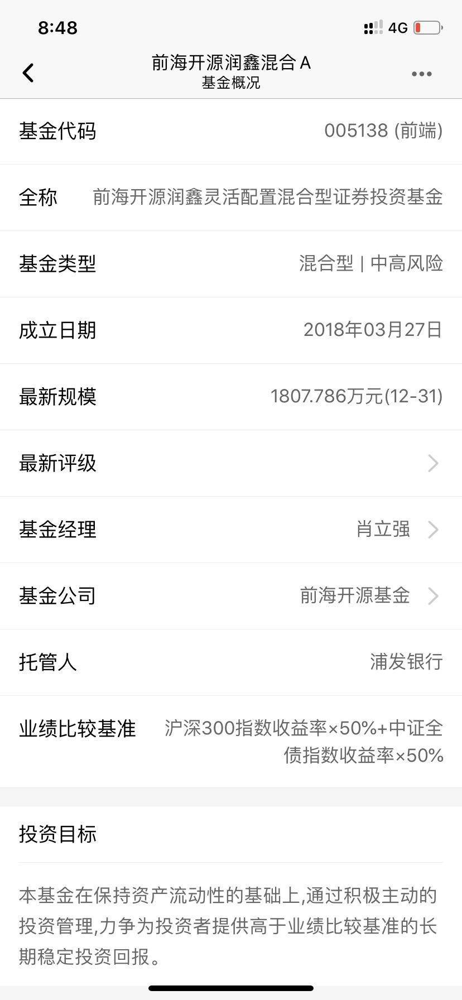 8:48
4G
前海开源润鑫混合A
基金概况
基金代码 005138 (前端)
全称 前海开源润鑫灵活配置混合型证券投资基金
基金类型 混合型 | 中高风险
成立日期 2018年03月27日
最新规模 1807.786万元(12-31)
最新评级
基金经理 肖立强
基金公司 前海开源基金
托管人 浦发银行
业绩比较基准 沪深300指数收益率×50%+中证全
债指数收益率×50%
投资目标
本基金在保持资产流动性的基础上,通过积极主动的
投资管理,力争为投资者提供高于业绩比较基准的长
期稳定投资回报。